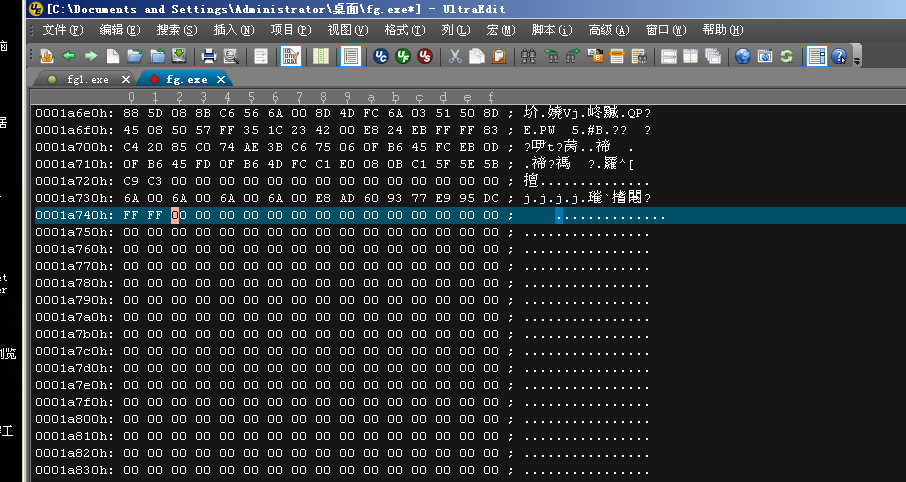 [C:\Documents and Settings\Administrator\桌面\fg.exe*] - UltraEdit
文件(F) 编辑(E) 搜索(S) 插入(N) 项目(P) 视图(V) 格式(T) 列(L) 宏(M) 脚本(i) 高级(A) 窗口(W) 帮助(H)
fg1.exe fg.exe
0 1 2 3 4 5 6 7 8 9 a b c d e f
0001a6e0h: 88 5D 08 8B C6 56 6A 00 8D 4D FC 6A 03 51 50 8D ;
0001a6f0h: 45 08 50 57 FF 35 1C 23 42 00 E8 24 EB FF FF 83 ; E.PW 5.#B.?? ?
0001a700h: C4 20 85 C0 74 AE 3B C6 75 06 0F B6 45 FC EB 0D ;
0001a710h: 0F B6 45 FD 0F B6 4D FC C1 E0 08 0B C1 5F 5E 5B ;
0001a720h: C9 C3 00 00 00 00 00 00 00 00 00 00 00 00 00 00 ; ..............
0001a730h: 6A 00 6A 00 6A 00 6A 00 E8 AD 60 93 77 E9 95 DC ; j.j.j.j.
0001a740h: FF FF 00 00 00 00 00 00 00 00 00 00 00 00 00 00 ; ..............
0001a750h: 00 00 00 00 00 00 00 00 00 00 00 00 00 00 00 00 ; ................
0001a760h: 00 00 00 00 00 00 00 00 00 00 00 00 00 00 00 00 ; ................
0001a770h: 00 00 00 00 00 00 00 00 00 00 00 00 00 00 00 00 ; ................
0001a780h: 00 00 00 00 00 00 00 00 00 00 00 00 00 00 00 00 ; ................
0001a790h: 00 00 00 00 00 00 00 00 00 00 00 00 00 00 00 00 ; ................
0001a7a0h: 00 00 00 00 00 00 00 00 00 00 00 00 00 00 00 00 ; ................
0001a7b0h: 00 00 00 00 00 00 00 00 00 00 00 00 00 00 00 00 ; ................
0001a7c0h: 00 00 00 00 00 00 00 00 00 00 00 00 00 00 00 00 ; ................
0001a7d0h: 00 00 00 00 00 00 00 00 00 00 00 00 00 00 00 00 ; ................
0001a7e0h: 00 00 00 00 00 00 00 00 00 00 00 00 00 00 00 00 ; ................
0001a7f0h: 00 00 00 00 00 00 00 00 00 00 00 00 00 00 00 00 ; ................
0001a800h: 00 00 00 00 00 00 00 00 00 00 00 00 00 00 00 00 ; ................
0001a810h: 00 00 00 00 00 00 00 00 00 00 00 00 00 00 00 00 ; ................
0001a820h: 00 00 00 00 00 00 00 00 00 00 00 00 00 00 00 00 ; ................
0001a830h: 00 00 00 00 00 00 00 00 00 00 00 00 00 00 00 00 ; ................